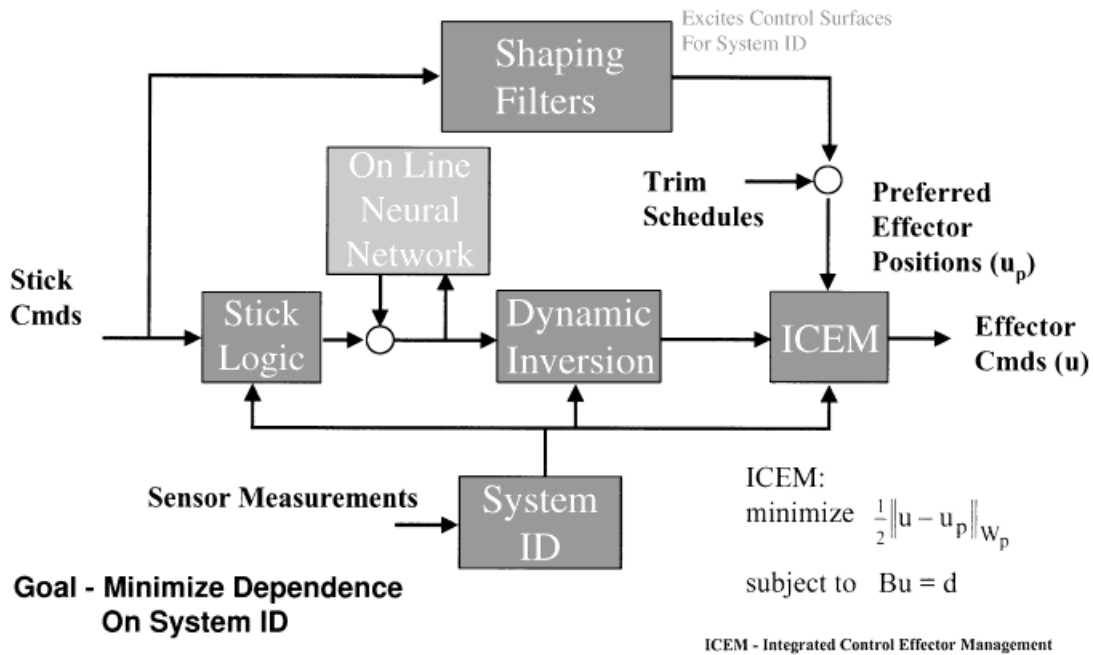 Excites Control Surfaces
For System ID
Shaping
Filters
On Line
Neural
Network
Trim
Schedules
Preferred
Effector
Positions (uₚ)
Stick
Cmds
Stick
Logic
Dynamic
Inversion
ICEM
Effector
Cmds (u)
Sensor Measurements
System
ID
ICEM:
minimize ½‖u − uₚ‖Wₚ
subject to Bu = d
Goal - Minimize Dependence
On System ID
ICEM - Integrated Control Effector Management